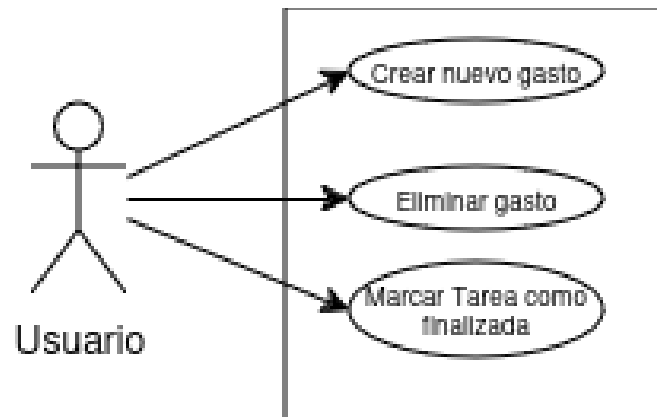 Crear nuevo gasto
Eliminar gasto
Marcar Tarea como
finalizada
Usuario